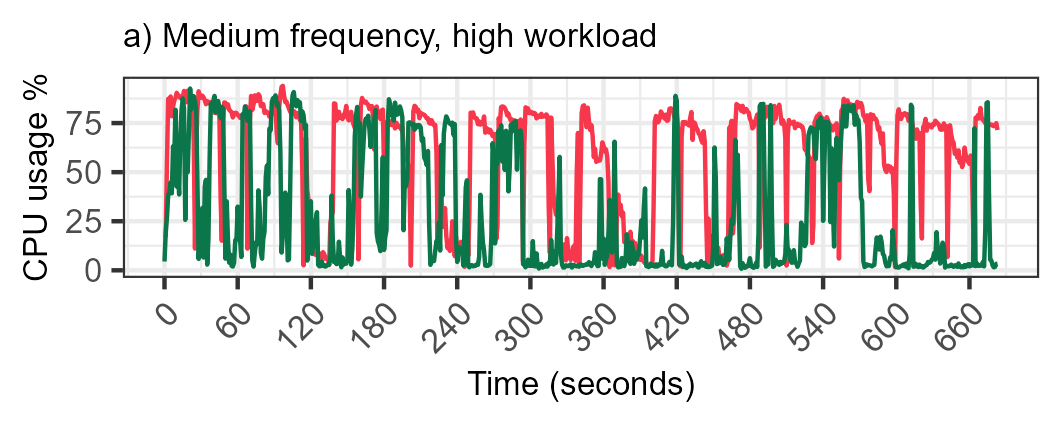 a) Medium frequency, high workload
CPU usage %
75
50
25
0
0 60 120 180 240 300 360 420 480 540 600 660
Time (seconds)